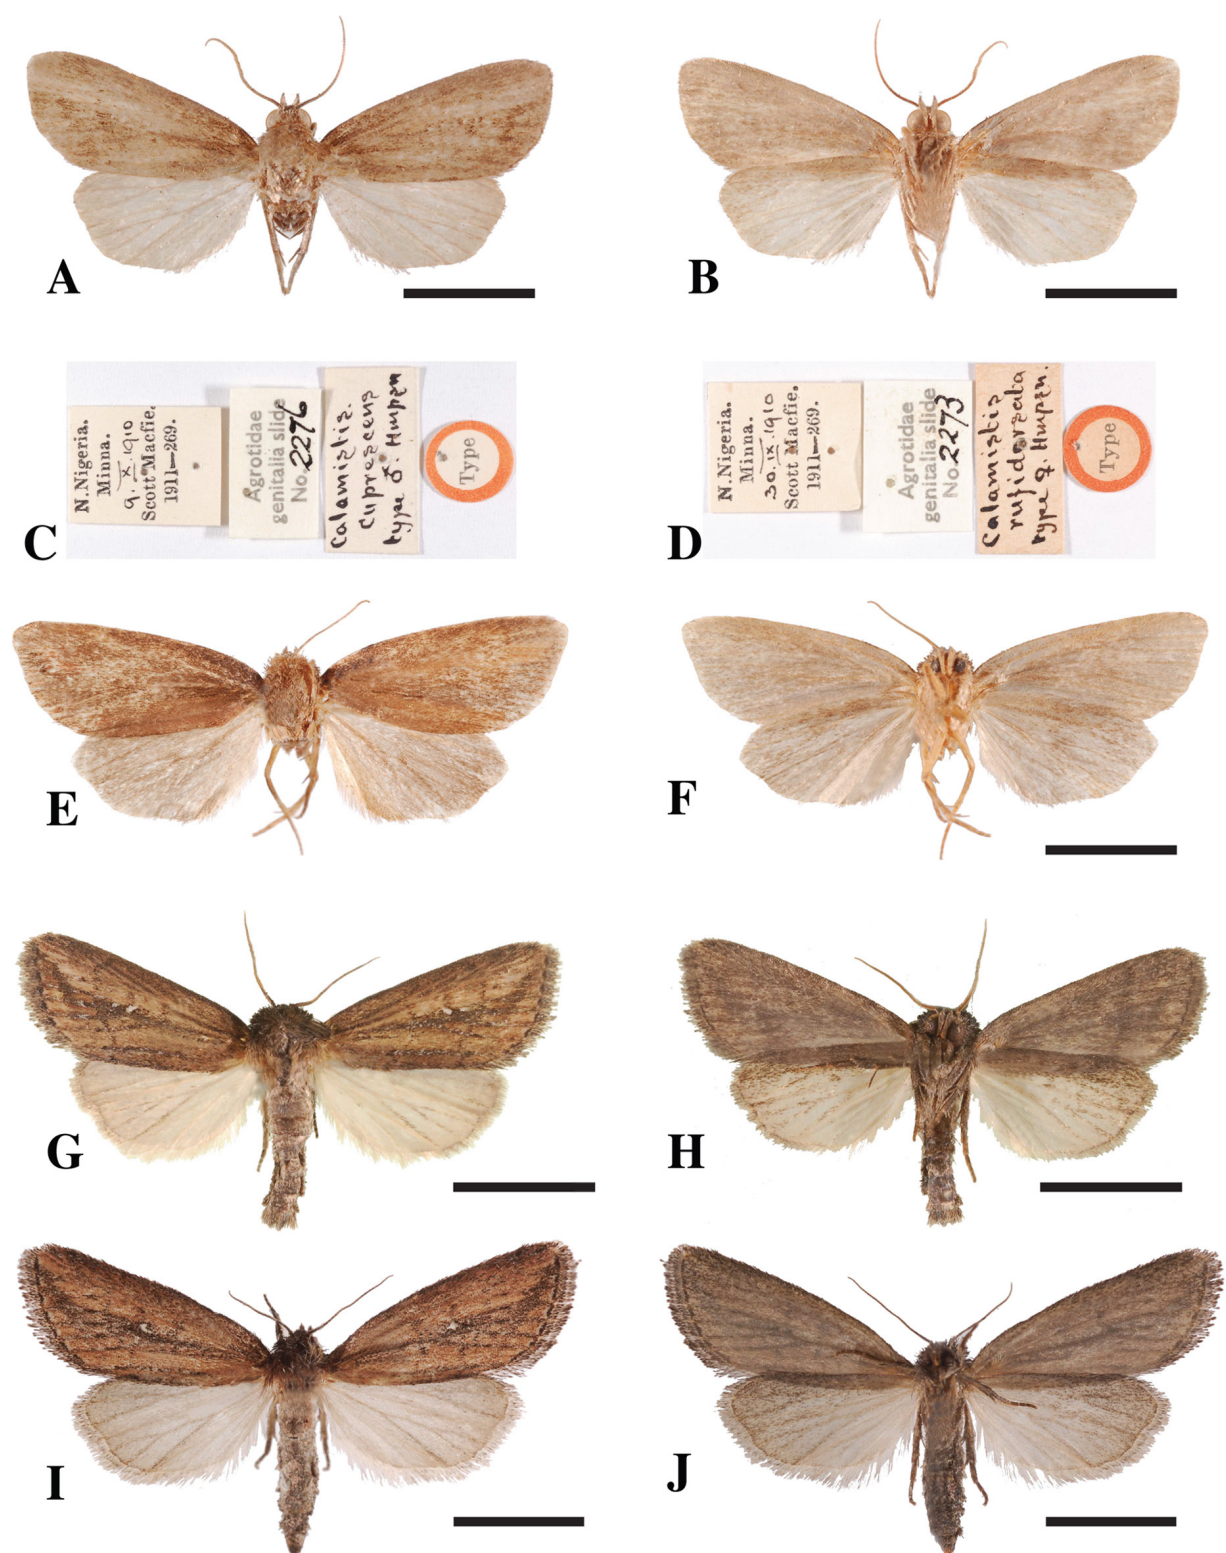 A
B
N. Nigeria.
Minna.
9. X. 1910
Scott Macfie.
1911—269.
Agrotidae
genitalia slide
No. 2276
Calamistis.
cuprescens
type ♂. Hmpsn
Type
C
N. Nigeria.
Minna.
30. IX. 1910
Scott Macfie.
1911—269.
Agrotidae
genitalia slide
No. 2273
Calamistis
rufidorsata
type ♀. Hmpsn.
Type
D
E
F
G
H
I
J